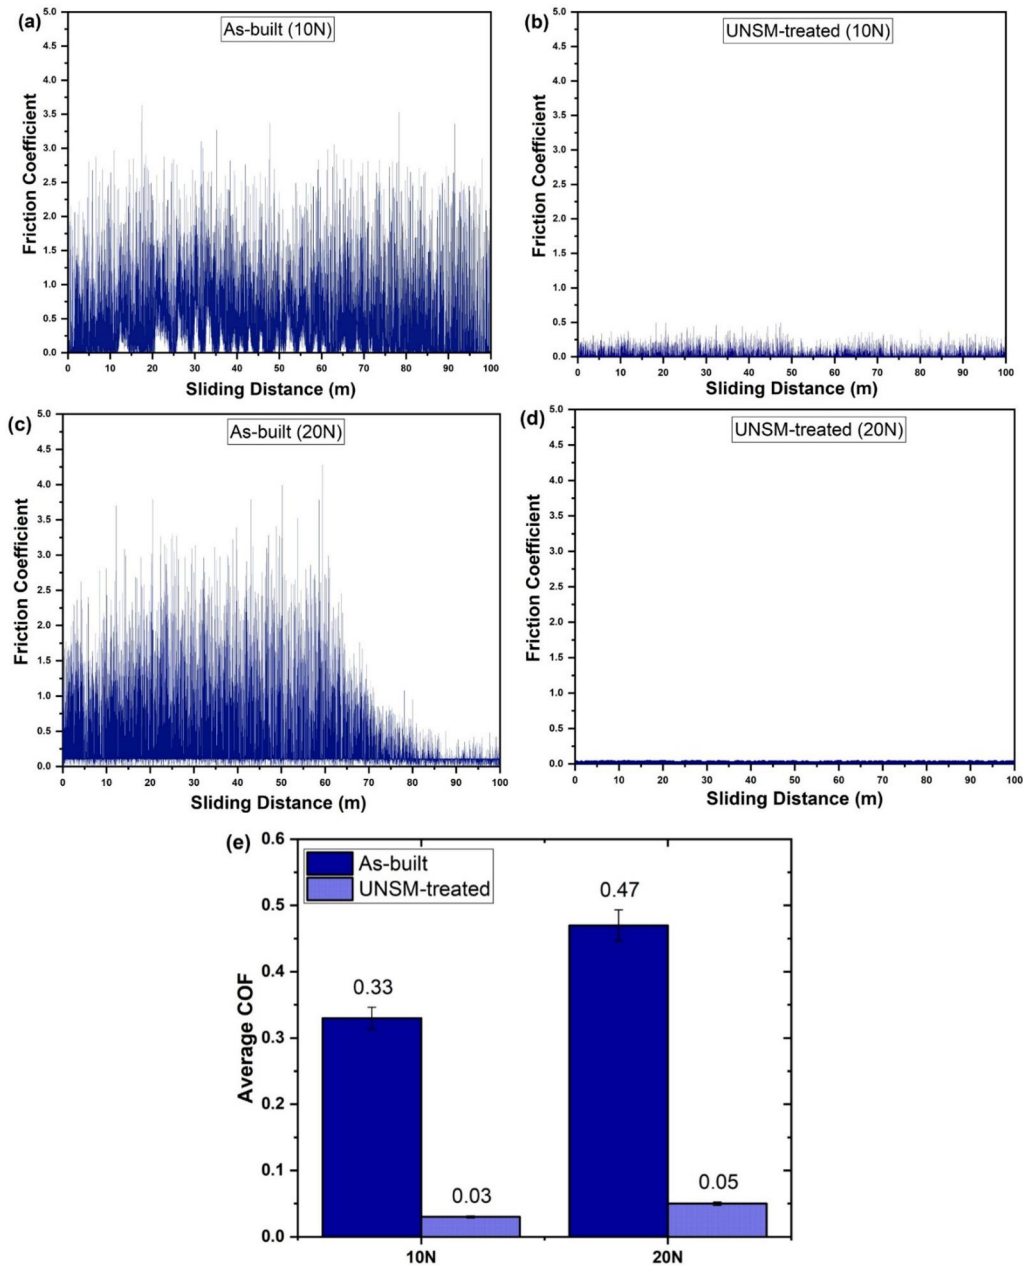 (a)
As-built (10N)
5.0
4.5
4.0
3.5
3.0
2.5
2.0
1.5
1.0
0.5
0.0
Friction Coefficient
0 10 20 30 40 50 60 70 80 90 100
Sliding Distance (m)
(b)
UNSM-treated (10N)
5.0
4.5
4.0
3.5
3.0
2.5
2.0
1.5
1.0
0.5
0.0
Friction Coefficient
0 10 20 30 40 50 60 70 80 90 100
Sliding Distance (m)
(c)
As-built (20N)
5.0
4.5
4.0
3.5
3.0
2.5
2.0
1.5
1.0
0.5
0.0
Friction Coefficient
0 10 20 30 40 50 60 70 80 90 100
Sliding Distance (m)
(d)
UNSM-treated (20N)
5.0
4.5
4.0
3.5
3.0
2.5
2.0
1.5
1.0
0.5
0.0
Friction Coefficient
0 10 20 30 40 50 60 70 80 90 100
Sliding Distance (m)
(e)
As-built
UNSM-treated
0.6
0.5
0.4
0.3
0.2
0.1
0.0
Average COF
0.33
0.03
0.47
0.05
10N 20N